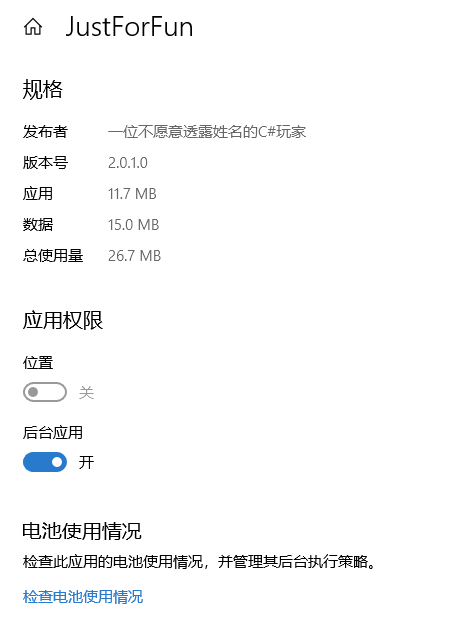 JustForFun
规格
发布者 一位不愿意透露姓名的C#玩家
版本号 2.0.1.0
应用 11.7 MB
数据 15.0 MB
总使用量 26.7 MB
应用权限
位置
关
后台应用
开
电池使用情况
检查此应用的电池使用情况，并管理其后台执行策略。
检查电池使用情况